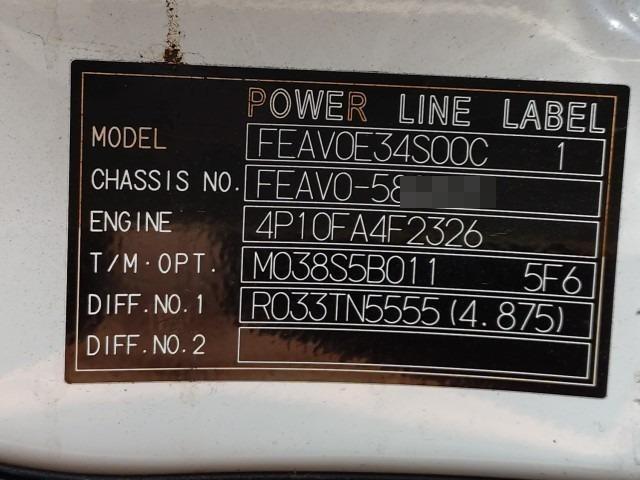 POWER LINE LABEL
MODEL FEAV0E34S00C 1
CHASSIS NO. FEAV0-58
ENGINE 4P10FA4F2326
T/M·OPT. M038S5B011 5F6
DIFF.NO.1 R033TN5555(4.875)
DIFF.NO.2